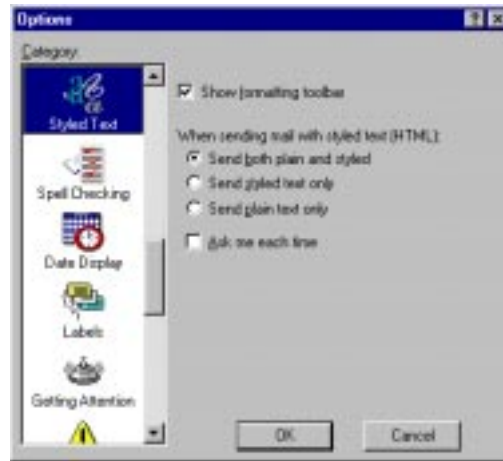 Options
Category:
Styled Text
Spell Checking
Date Display
Labels
Getting Attention
Show formatting toolbar
When sending mail with styled text (HTML):
Send both plain and styled
Send styled text only
Send plain text only
Ask me each time
OK
Cancel